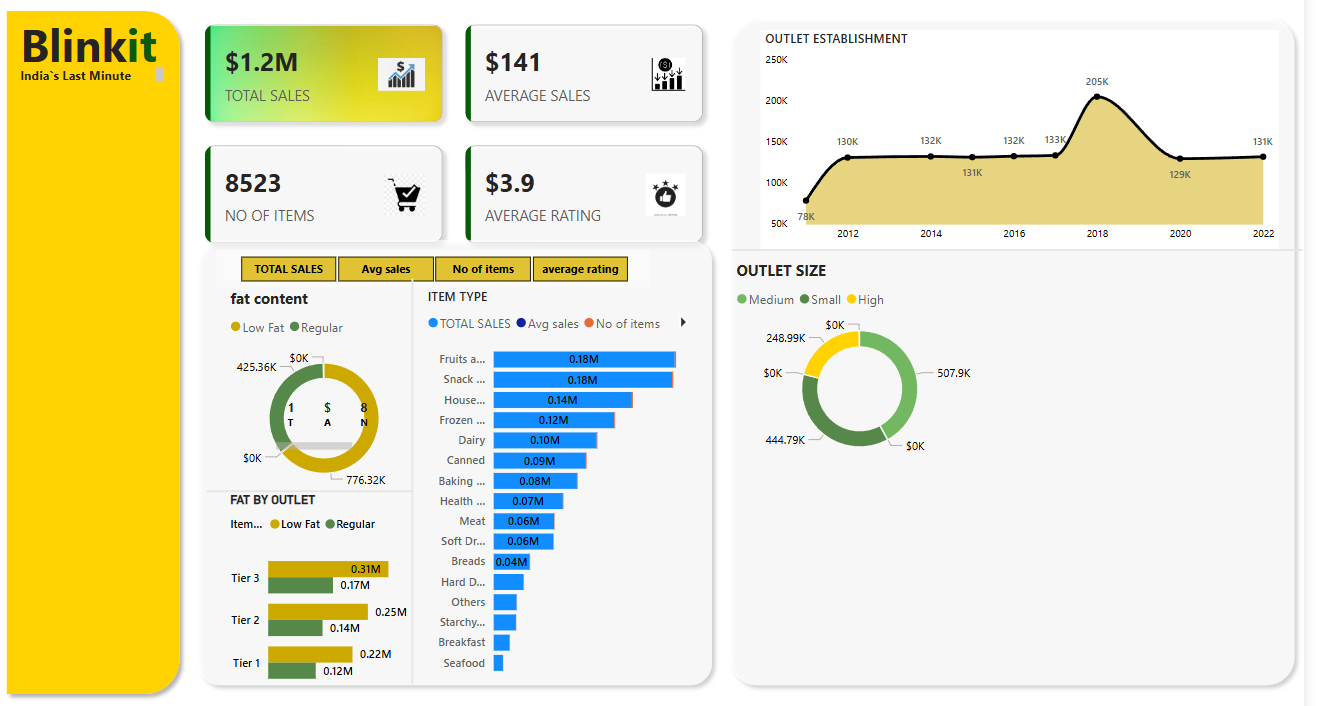 Blinkit
India`s Last Minute
$1.2M
TOTAL SALES
$141
AVERAGE SALES
8523
NO OF ITEMS
$3.9
AVERAGE RATING
TOTAL SALES
Avg sales
No of items
average rating
fat content
Low Fat Regular
$0K
425.36K
1 $ 8
T. A N
$0K
776.32K
FAT BY OUTLET
Item... Low Fat Regular
Tier 3 0.31M
0.17M
Tier 2 0.25M
0.14M
Tier 1 0.22M
0.12M
ITEM TYPE
TOTAL SALES Avg sales No of items
Fruits a... 0.18M
Snack ... 0.18M
House... 0.14M
Frozen ... 0.12M
Dairy 0.10M
Canned 0.09M
Baking ... 0.08M
Health ... 0.07M
Meat 0.06M
Soft Dr... 0.06M
Breads 0.04M
Hard D...
Others
Starchy...
Breakfast
Seafood
OUTLET ESTABLISHMENT
250K
200K
150K
100K
50K
78K
130K
132K
131K
132K
133K
205K
129K
131K
2012 2014 2016 2018 2020 2022
OUTLET SIZE
Medium Small High
$0K
248.99K
$0K
507.9K
444.79K
$0K